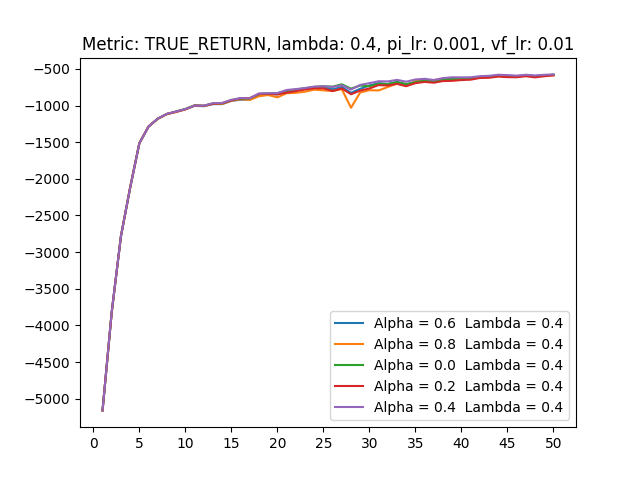 Metric: TRUE_RETURN, lambda: 0.4, pi_lr: 0.001, vf_lr: 0.01
−500
−1000
−1500
−2000
−2500
−3000
−3500
−4000
−4500
−5000
Alpha = 0.6  Lambda = 0.4
Alpha = 0.8  Lambda = 0.4
Alpha = 0.0  Lambda = 0.4
Alpha = 0.2  Lambda = 0.4
Alpha = 0.4  Lambda = 0.4
0 5 10 15 20 25 30 35 40 45 50